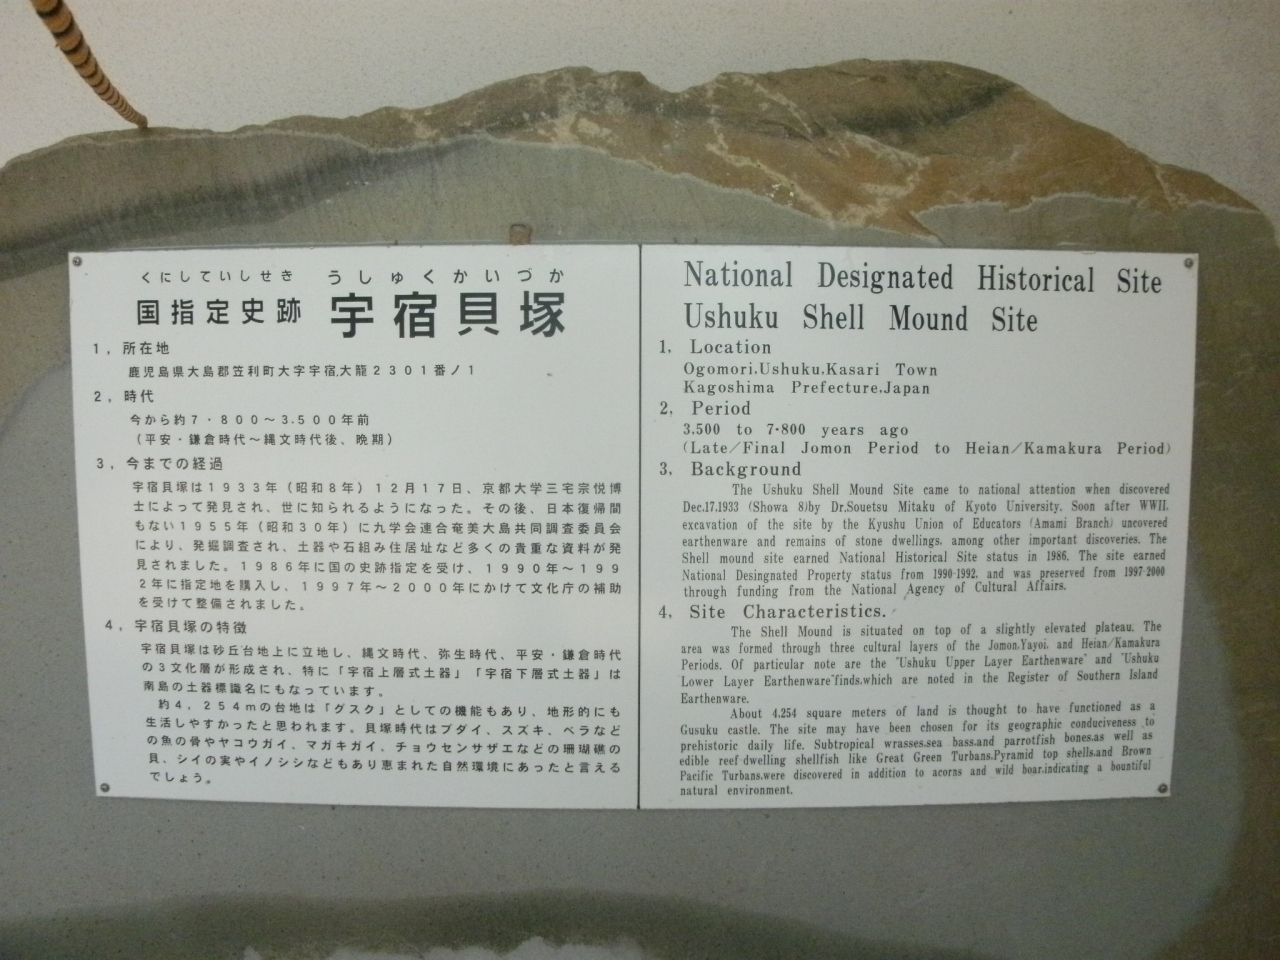 くにしていしせき うしゅくかいづか
国指定史跡 宇宿貝塚
1, 所在地
鹿児島県大島郡笠利町大字宇宿,大籠2301番ノ1
2, 時代
今から約7・800〜3.500年前
(平安・鎌倉時代〜縄文時代後、晩期)
3, 今までの経過
宇宿貝塚は1933年(昭和8年)12月17日、京都大学三宅宗悦博
士によって発見され、世に知られるようになった。その後、日本復帰間
もない1955年(昭和30年)に九学会連合奄美大島共同調査委員会
により、発掘調査され、土器や石組み住居址など多くの貴重な資料が発
見されました。1986年に国の史跡指定を受け、1990年〜199
2年に指定地を購入し、1997年〜2000年にかけて文化庁の補助
を受けて整備されました。
4, 宇宿貝塚の特徴
宇宿貝塚は砂丘台地上に立地し、縄文時代、弥生時代、平安・鎌倉時代
の3文化層が形成され、特に「宇宿上層式土器」「宇宿下層式土器」は
南島の土器標識名にもなっています。
約4,254mの台地は「グスク」としての機能もあり、地形的にも
生活しやすかったと思われます。貝塚時代はブダイ、スズキ、ベラなど
の魚の骨やヤコウガイ、マガキガイ、チョウセンサザエなどの珊瑚礁の
貝、シイの実やイノシシなどもあり恵まれた自然環境にあったと言える
でしょう。
National Designated Historical Site
Ushuku Shell Mound Site
1, Location
Ogomori,Ushuku,Kasari Town
Kagoshima Prefecture,Japan
2, Period
3,500 to 7・800 years ago
(Late/Final Jomon Period to Heian/Kamakura Period)
3, Background
The Ushuku Shell Mound Site came to national attention when discovered
Dec.17,1933 (Showa 8)by Dr.Souetsu Mitaku of Kyoto University. Soon after WWII,
excavation of the site by the Kyushu Union of Educators (Amami Branch) uncovered
earthenware and remains of stone dwellings, among other important discoveries. The
Shell mound site earned National Historical Site status in 1986. The site earned
National Desingnated Property status from 1990-1992, and was preserved from 1997-2000
through funding from the National Agency of Cultural Affairs.
4, Site Characteristics.
The Shell Mound is situated on top of a slightly elevated plateau. The
area was formed through three cultural layers of the Jomon,Yayoi, and Heian/Kamakura
Periods. Of particular note are the "Ushuku Upper Layer Earthenware" and "Ushuku
Lower Layer Earthenware"finds,which are noted in the Register of Southern Island
Earthenware.
About 4,254 square meters of land is thought to have functioned as a
Gusuku castle. The site may have been chosen for its geographic conduciveness to
prehistoric daily life. Subtropical wrasses,sea bass,and parrotfish bones,as well as
edible reef-dwelling shellfish like Great Green Turbans,Pyramid top shells,and Brown
Pacific Turbans,were discovered in addition to acorns and wild boar,indicating a bountiful
natural environment.